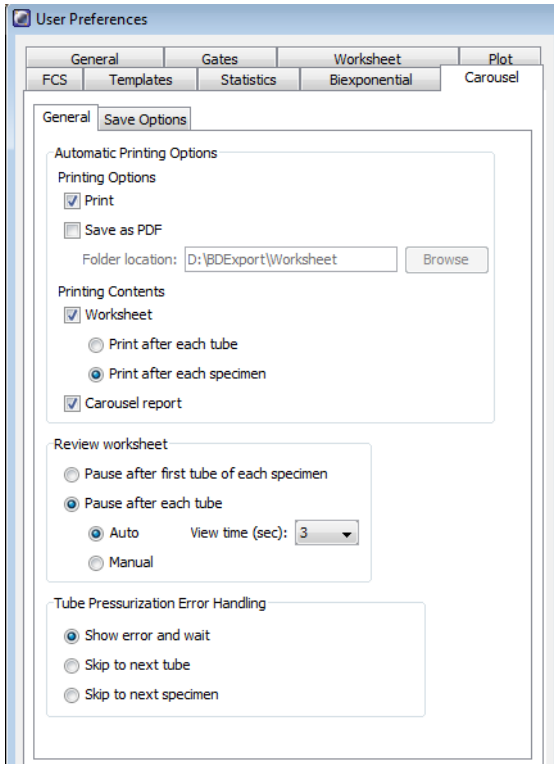 User Preferences
General Gates Worksheet Plot
FCS Templates Statistics Biexponential Carousel
General Save Options
Automatic Printing Options
Printing Options
Print
Save as PDF
Folder location: D:\BDExport\Worksheet Browse
Printing Contents
Worksheet
Print after each tube
Print after each specimen
Carousel report
Review worksheet
Pause after first tube of each specimen
Pause after each tube
Auto View time (sec): 3
Manual
Tube Pressurization Error Handling
Show error and wait
Skip to next tube
Skip to next specimen